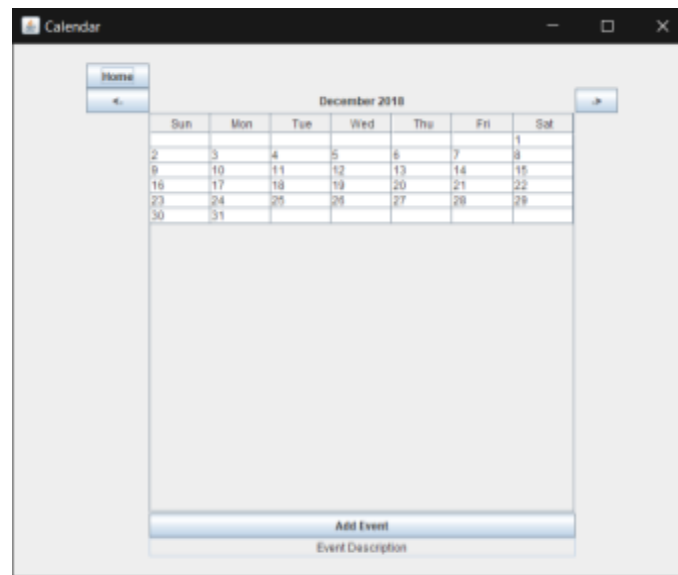 Calendar
Home
<-
December 2018
->
Sun Mon Tue Wed Thu Fri Sat
1
2 3 4 5 6 7 8
9 10 11 12 13 14 15
16 17 18 19 20 21 22
23 24 25 26 27 28 29
30 31
Add Event
Event Description